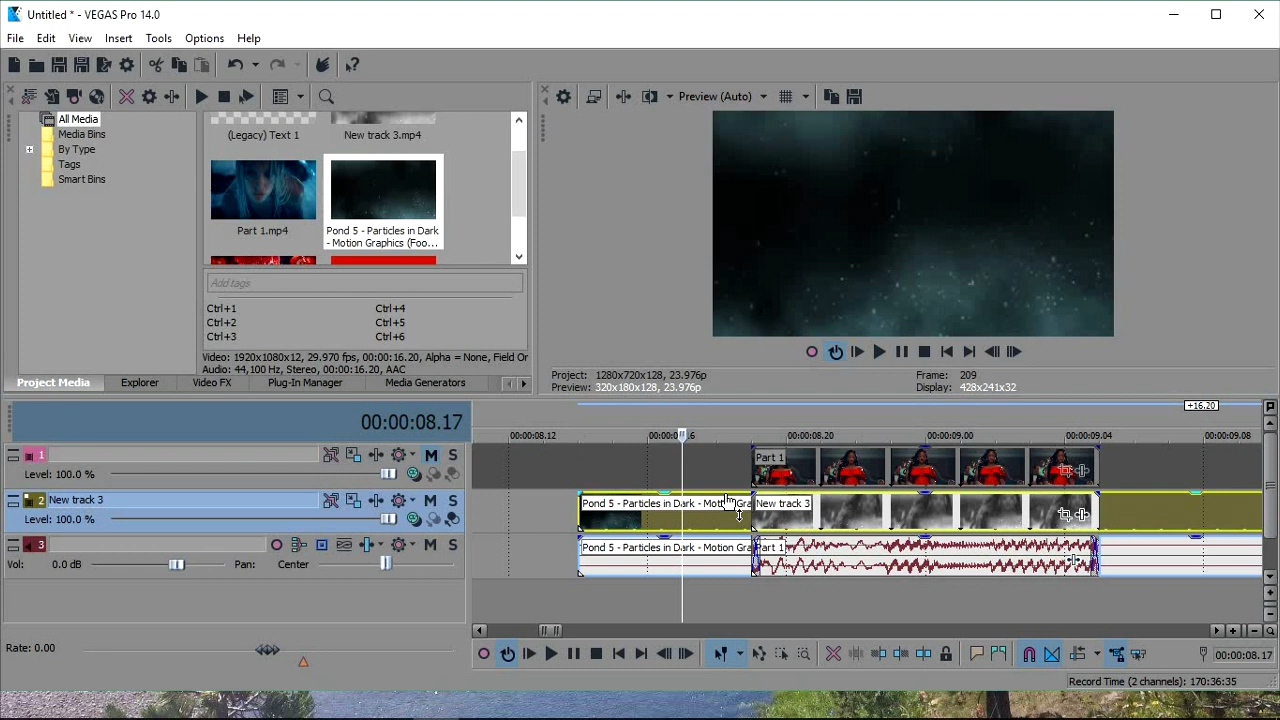 Untitled * - VEGAS Pro 14.0
File Edit View Insert Tools Options Help
Preview (Auto)
All Media
Media Bins
By Type
Tags
Smart Bins
(Legacy) Text 1
New track 3.mp4
Part 1.mp4
Pond 5 - Particles in Dark
- Motion Graphics (Foo...
Add tags
Ctrl+1 Ctrl+4
Ctrl+2 Ctrl+5
Ctrl+3 Ctrl+6
Video: 1920x1080x12, 29.970 fps, 00:00:16.20, Alpha = None, Field Or
Audio: 44,100 Hz, Stereo, 00:00:16.20, AAC
Project Media Explorer Video FX Plug-In Manager Media Generators
Project: 1280x720x128, 23.976p
Preview: 320x180x128, 23.976p
Frame: 209
Display: 428x241x32
00:00:08.17
+16.20
00:00:08.12 00:00:08.20 00:00:09.00 00:00:09.04 00:00:09.08
1 M S
Level: 100.0 %
2 New track 3 M S
Level: 100.0 %
3 M S
Vol: 0.0 dB Pan: Center
Part 1
Pond 5 - Particles in Dark - Motion Gra
New track 3
Pond 5 - Particles in Dark - Motion Gra
Part 1
Rate: 0.00
00:00:08.17
Record Time (2 channels): 170:36:35